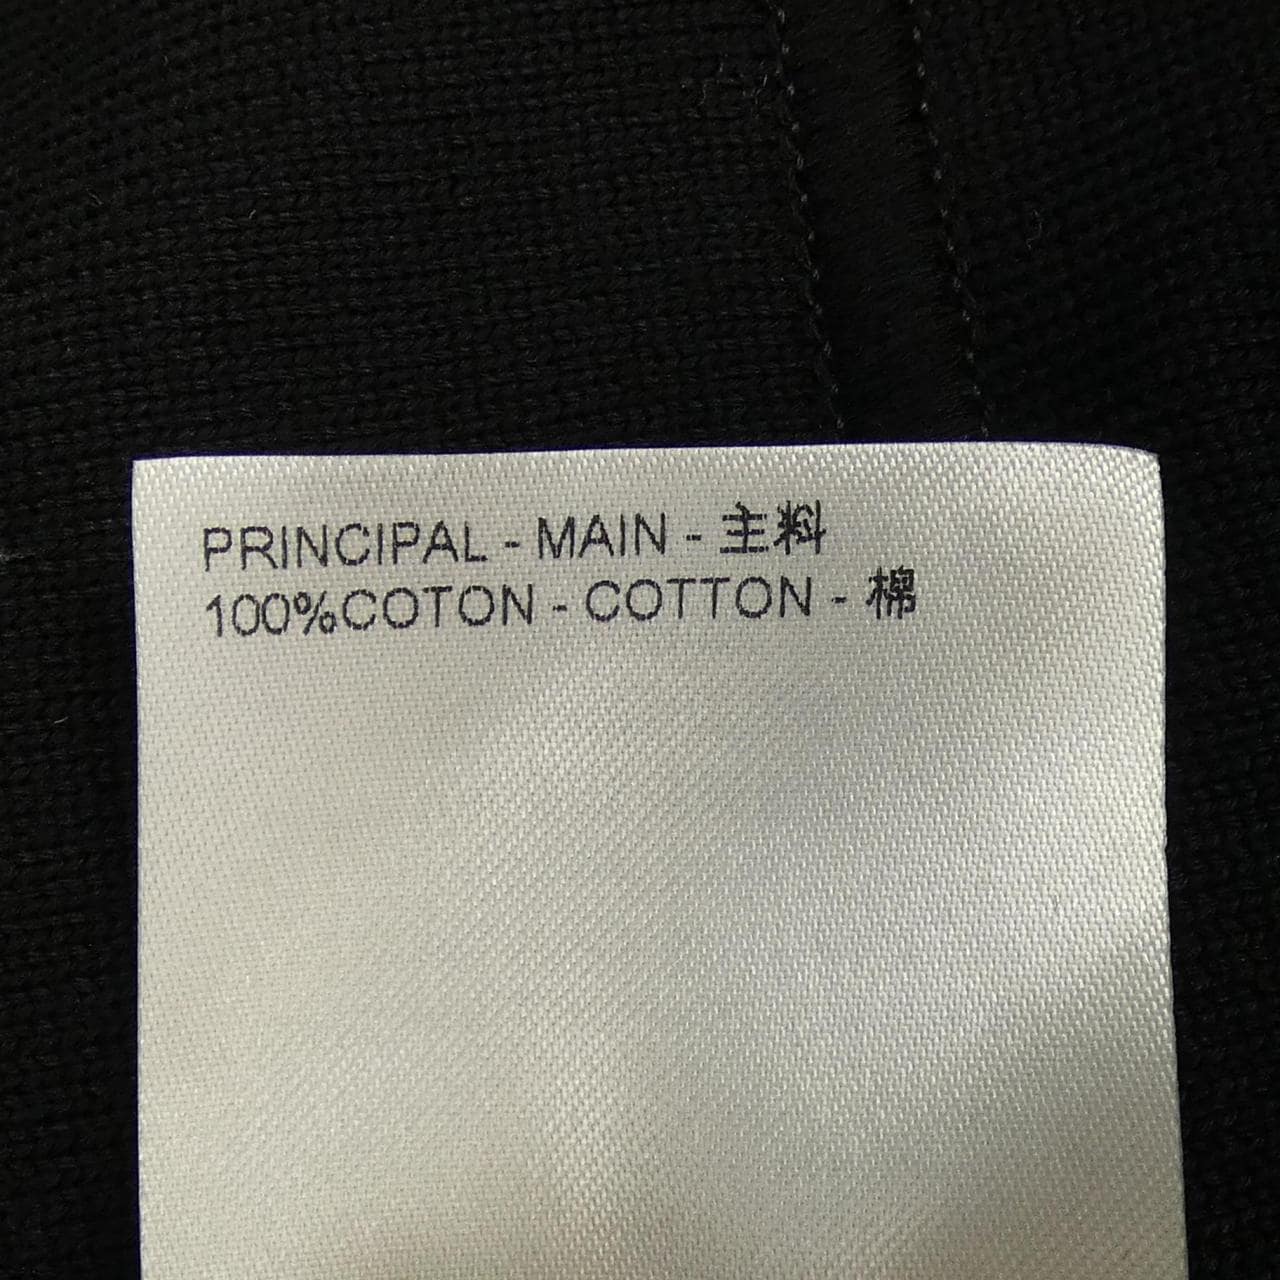 PRINCIPAL - MAIN - 主料
100%COTON - COTTON - 棉